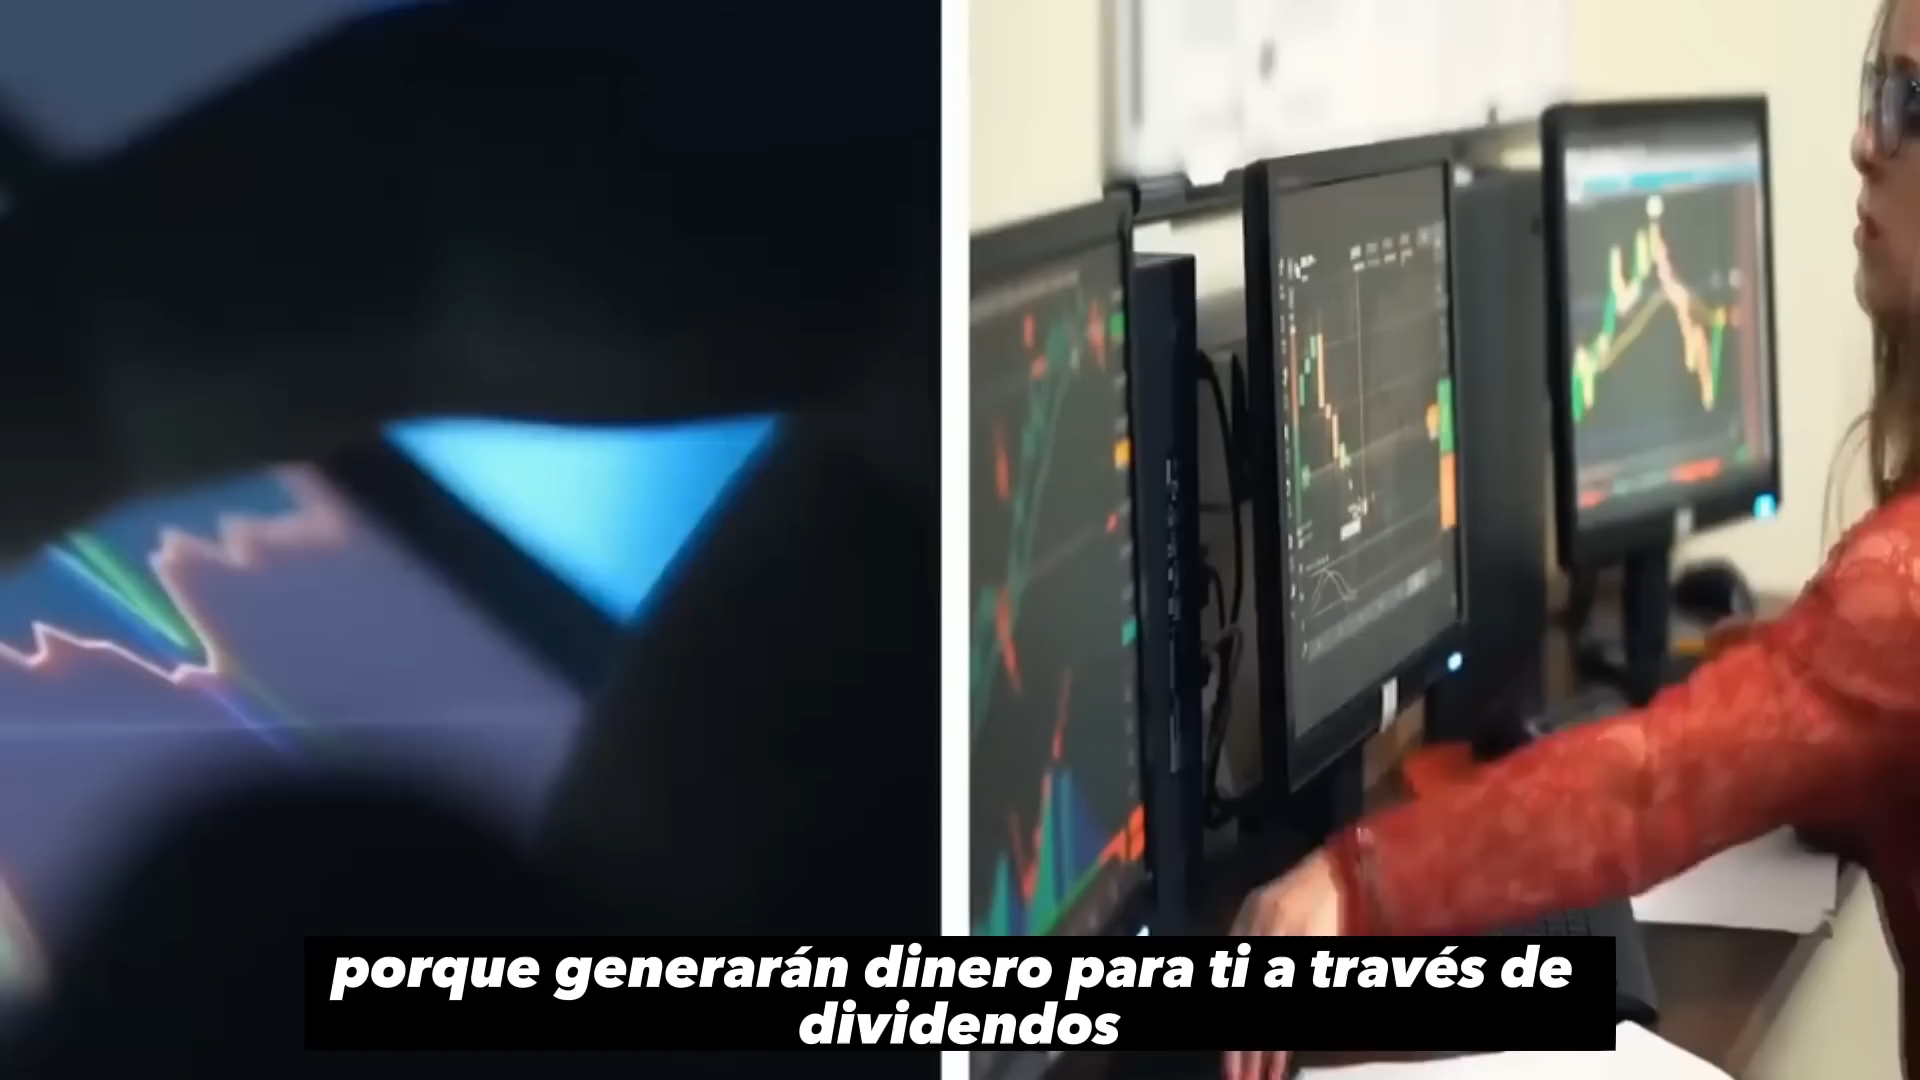 porque generarán dinero para ti a través de
dividendos